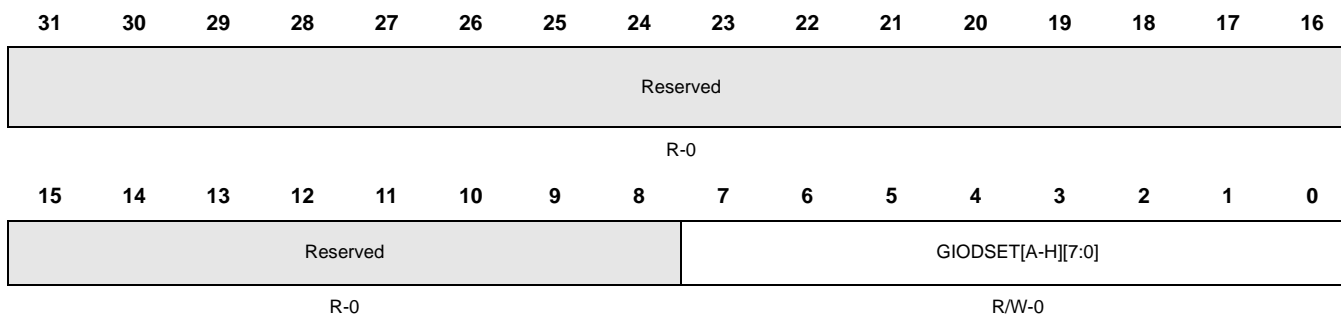 31 30 29 28 27 26 25 24 23 22 21 20 19 18 17 16
Reserved
R-0
15 14 13 12 11 10 9 8 7 6 5 4 3 2 1 0
Reserved GIODSET[A-H][7:0]
R-0 R/W-0